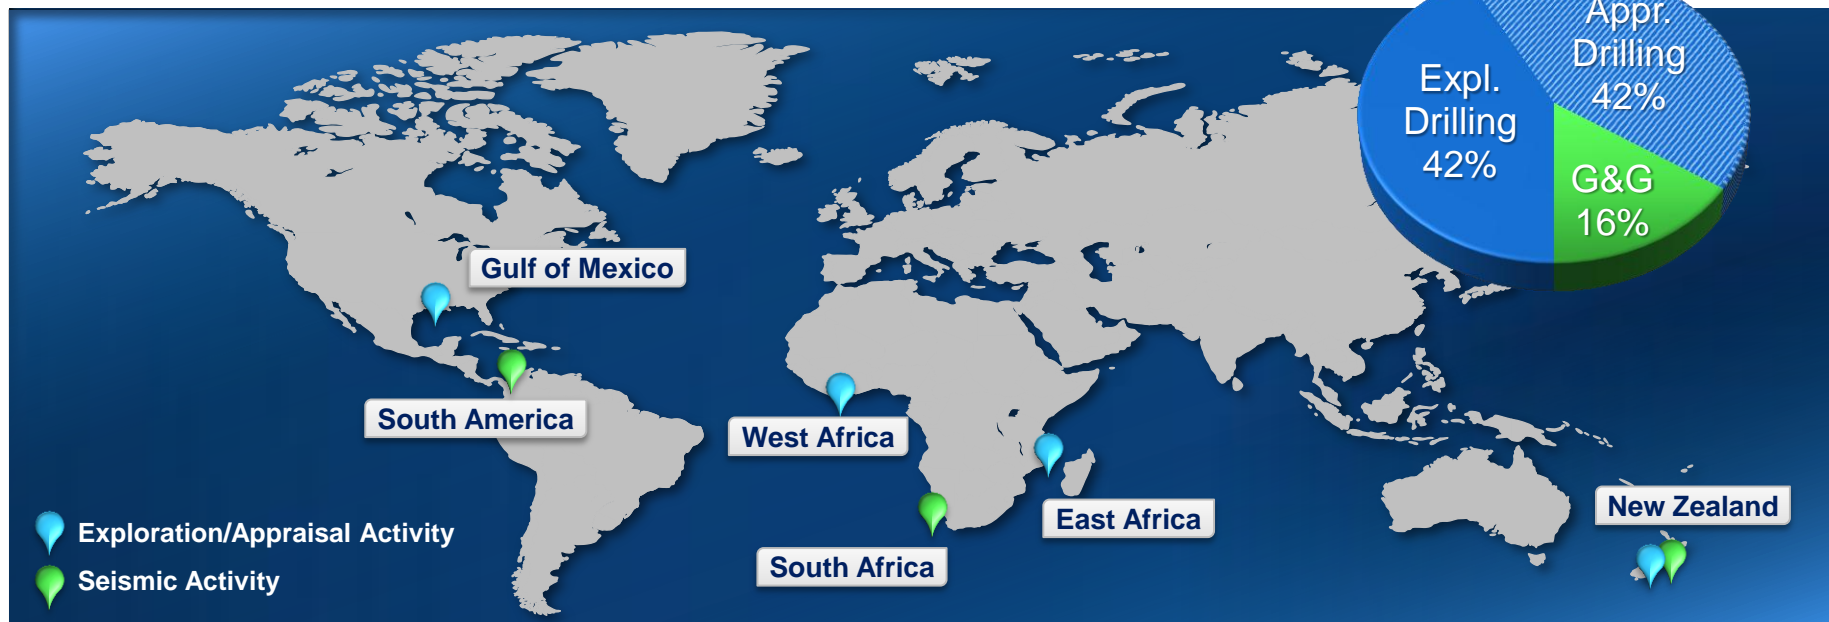 Appr.
Drilling
42%
Expl.
Drilling
42%
G&G
16%
Gulf of Mexico
South America
West Africa
East Africa
South Africa
New Zealand
Exploration/Appraisal Activity
Seismic Activity